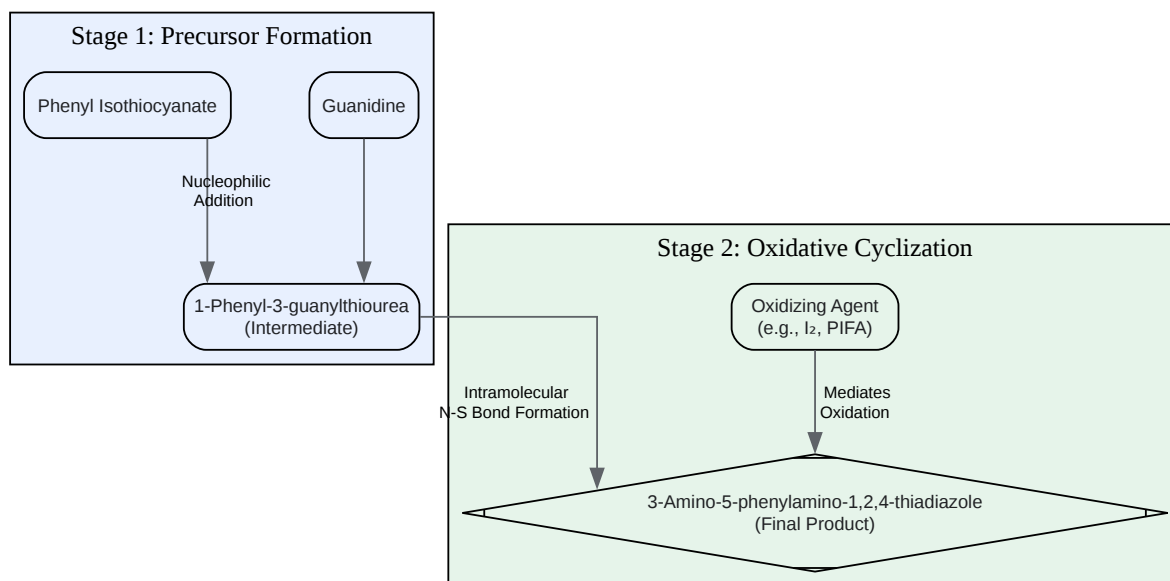 Stage 1: Precursor Formation
Phenyl Isothiocyanate
Guanidine
Nucleophilic
Addition
1-Phenyl-3-guanylthiourea
(Intermediate)
Stage 2: Oxidative Cyclization
Oxidizing Agent
(e.g., I₂, PIFA)
Intramolecular
N-S Bond Formation
Mediates
Oxidation
3-Amino-5-phenylamino-1,2,4-thiadiazole
(Final Product)